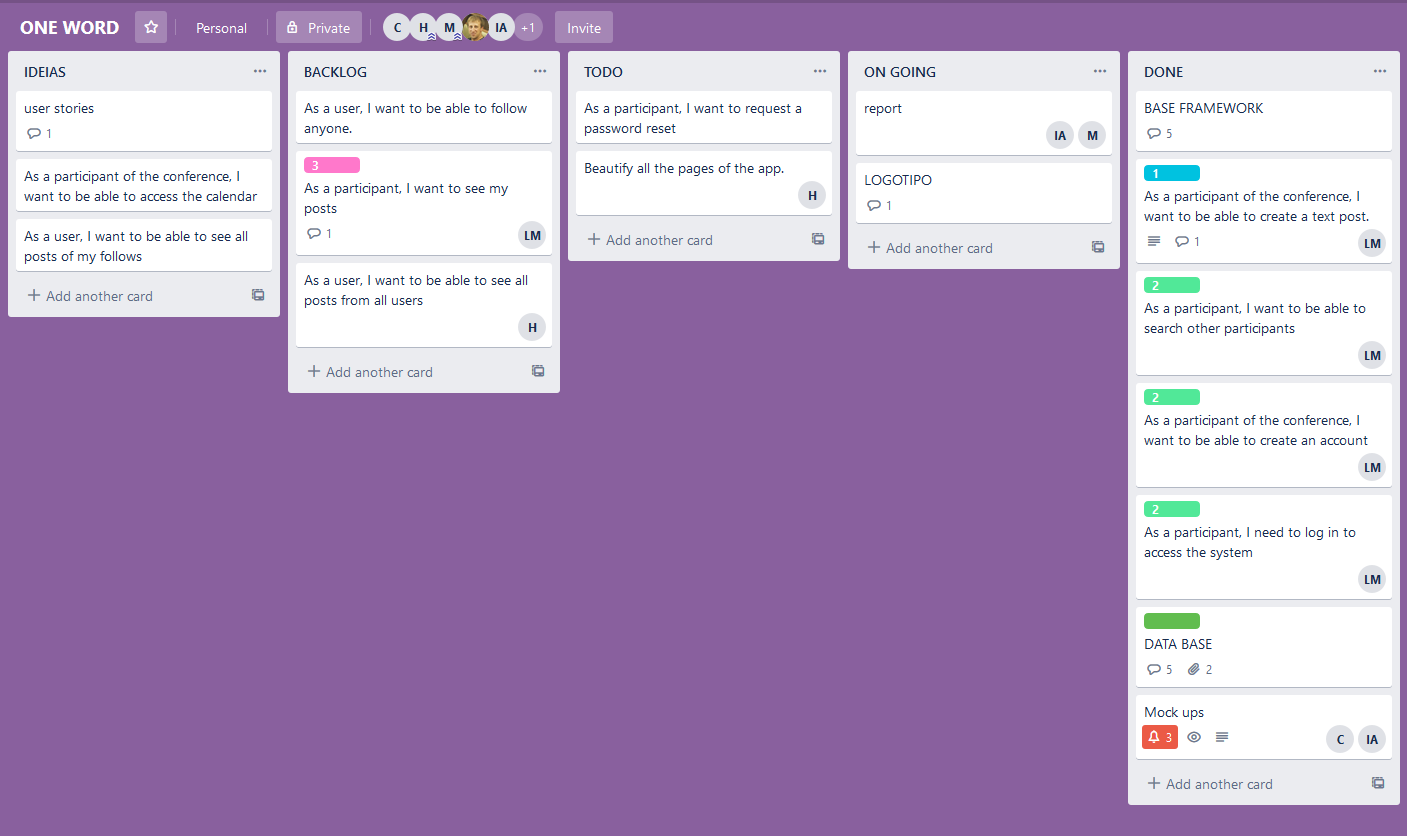 ONE WORD
Personal
Private
C
H
M
IA
+1
Invite
IDEIAS
user stories
1
As a participant of the conference, I
want to be able to access the calendar
As a user, I want to be able to see all
posts of my follows
Add another card
BACKLOG
As a user, I want to be able to follow
anyone.
3
As a participant, I want to see my
posts
1
LM
As a user, I want to be able to see all
posts from all users
H
Add another card
TODO
As a participant, I want to request a
password reset
Beautify all the pages of the app.
H
Add another card
ON GOING
report
IA M
LOGOTIPO
1
Add another card
DONE
BASE FRAMEWORK
5
1
As a participant of the conference, I
want to be able to create a text post.
1
LM
2
As a participant, I want to be able to
search other participants
LM
2
As a participant of the conference, I
want to be able to create an account
LM
2
As a participant, I need to log in to
access the system
LM
DATA BASE
5 2
Mock ups
3
C IA
Add another card